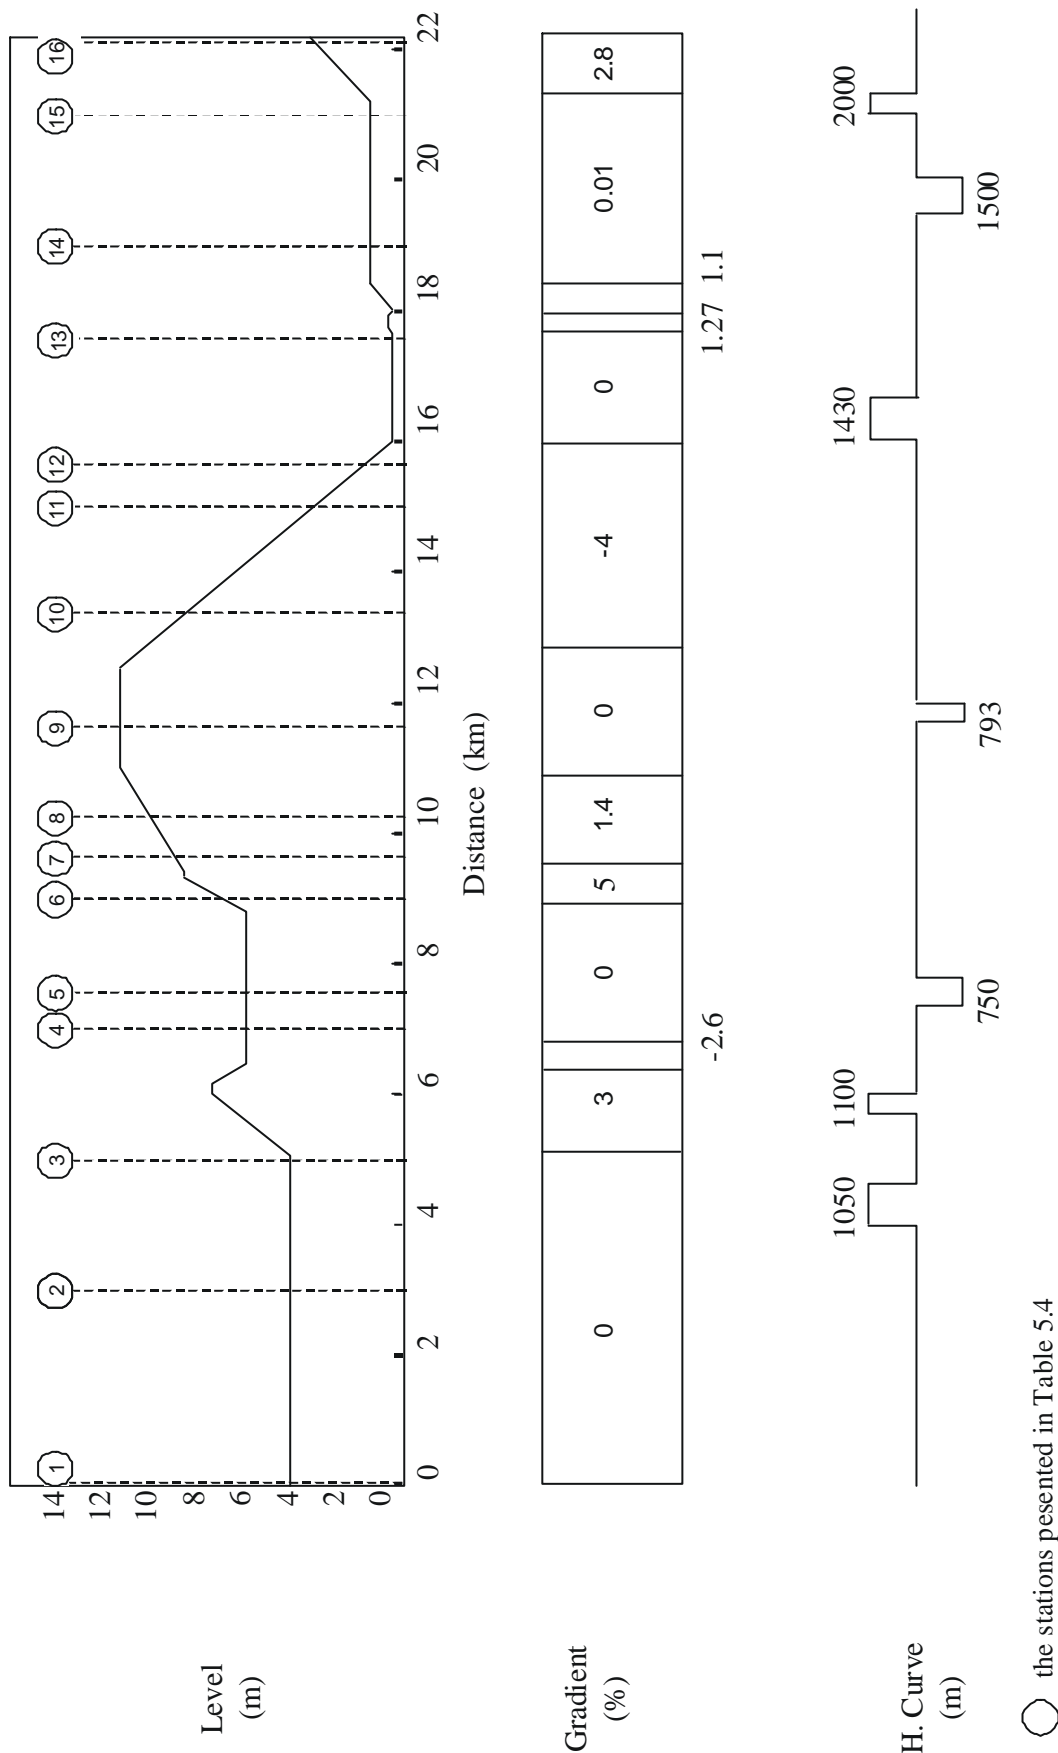 1 2 3 4 5 6 7 8 9 10 11 12 13 14 15 16
14
12
10
8
6
4
2
0
Level
(m)
0 2 4 6 8 10 12 14 16 18 20 22
Distance (km)
Gradient
(%)
0 3 0 5 1.4 0 -4 0 0.01 2.8
-2.6 1.27 1.1
H. Curve
(m)
1050 1100 1430 2000
750 793 1500
the stations pesented in Table 5.4